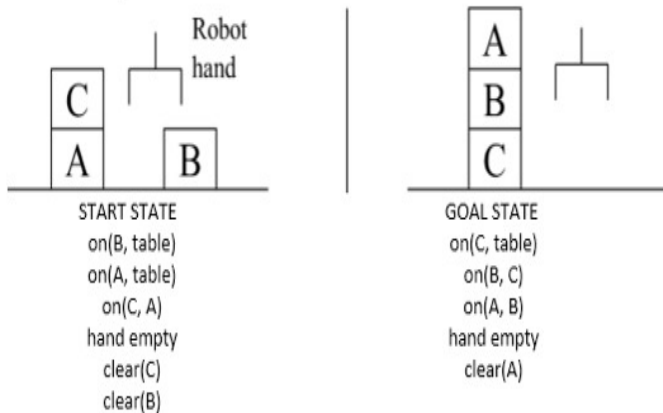 Robot
hand
C
A
B
A
B
C
START STATE
on(B, table)
on(A, table)
on(C, A)
hand empty
clear(C)
clear(B)
GOAL STATE
on(C, table)
on(B, C)
on(A, B)
hand empty
clear(A)